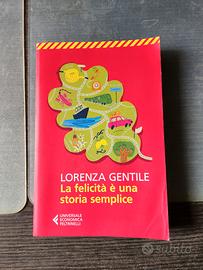 LORENZA GENTILE
La felicità è una
storia semplice
UNIVERSALE
ECONOMICA
FELTRINELLI
subito